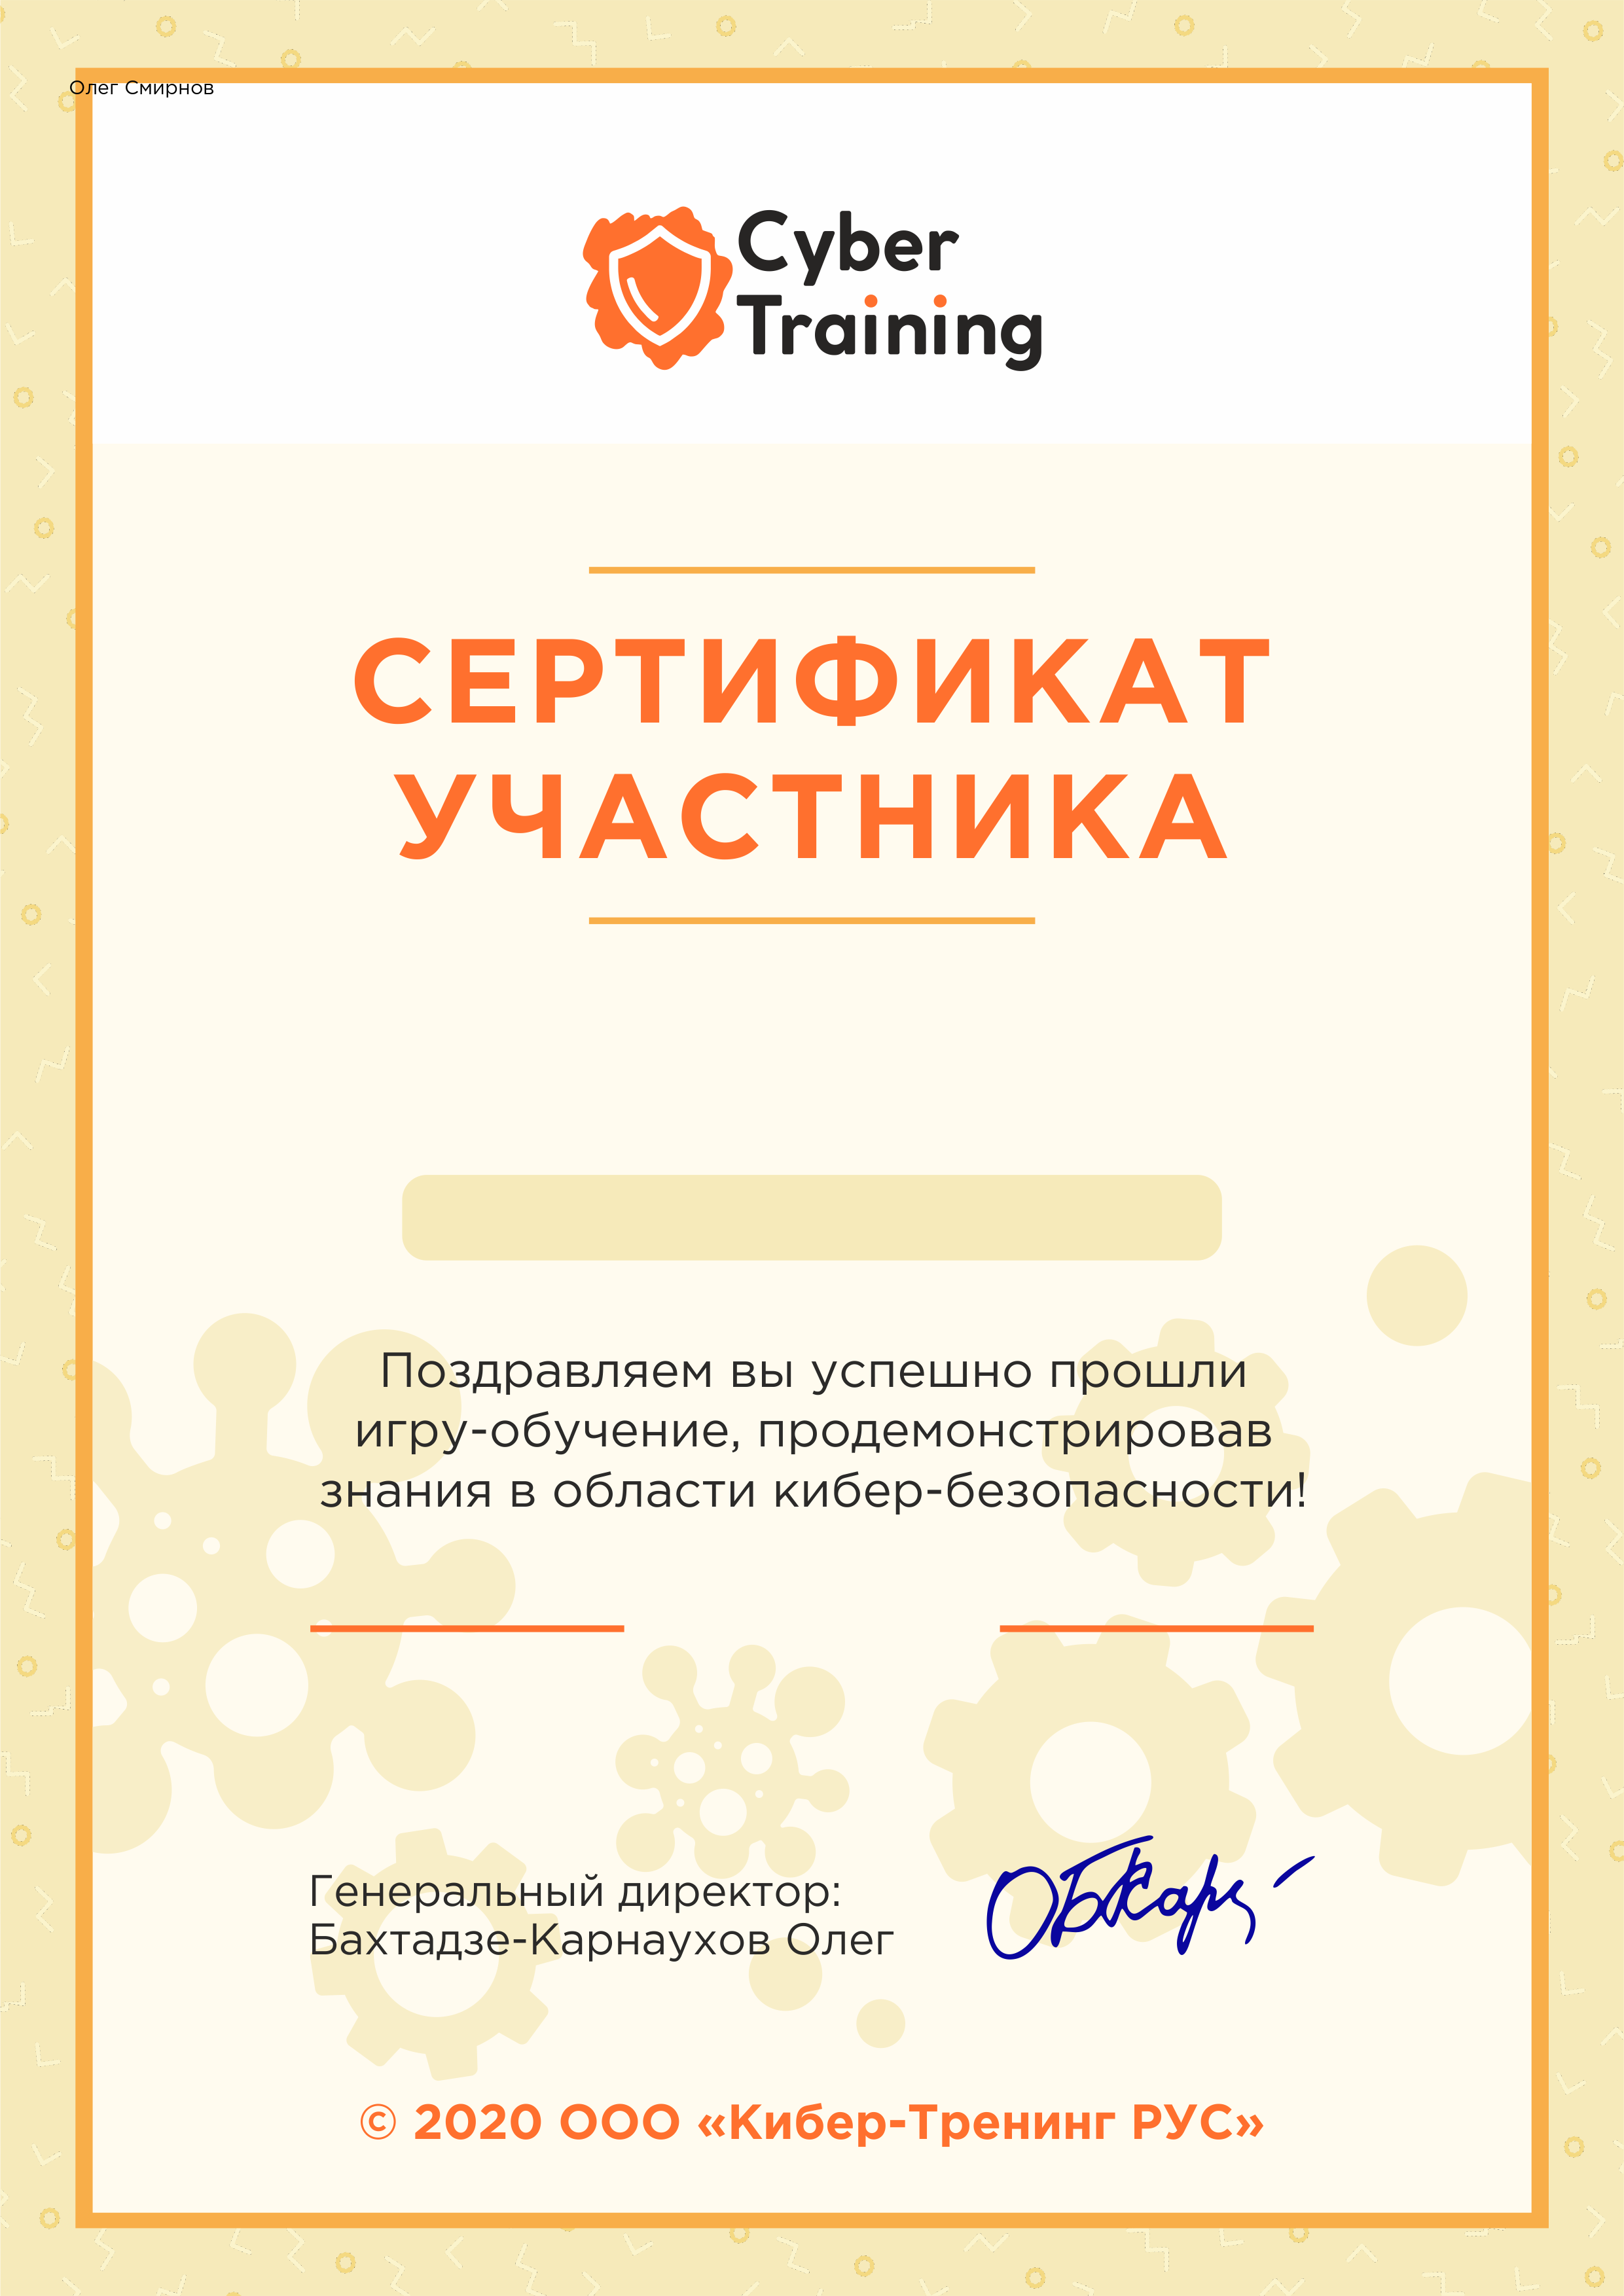 Олег Смирнов
Cyber
Training
СЕРТИФИКАТ
УЧАСТНИКА
Поздравляем вы успешно прошли
игру-обучение, продемонстрировав
знания в области кибер-безопасности!
Генеральный директор:
Бахтадзе-Карнаухов Олег
© 2020 ООО «Кибер-Тренинг РУС»